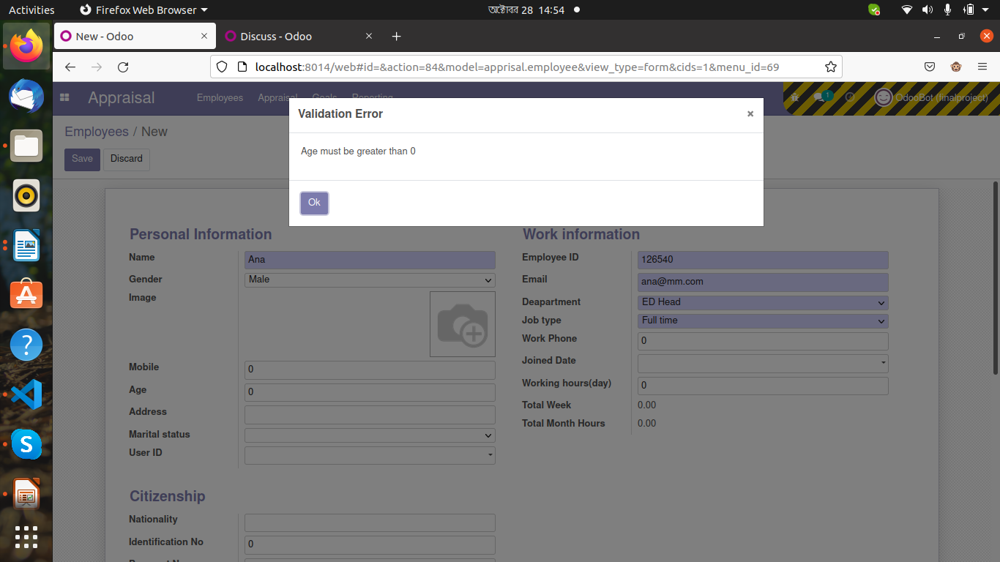 Activities
Firefox Web Browser
অক্টোবর 28 14:54
New - Odoo
Discuss - Odoo
localhost:8014/web#id=&action=84&model=apprisal.employee&view_type=form&cids=1&menu_id=69
Appraisal
Employees
Appraisal
Goals
Reporting
1
OdooBot (finalproject)
Employees / New
Save
Discard
Validation Error
×
Age must be greater than 0
Ok
Personal Information
Name
Ana
Gender
Male
Image
Mobile
0
Age
0
Address
Marital status
User ID
Work information
Employee ID
126540
Email
ana@mm.com
Deapartment
ED Head
Job type
Full time
Work Phone
0
Joined Date
Working hours(day)
0
Total Week
0.00
Total Month Hours
0.00
Citizenship
Nationality
Identification No
0